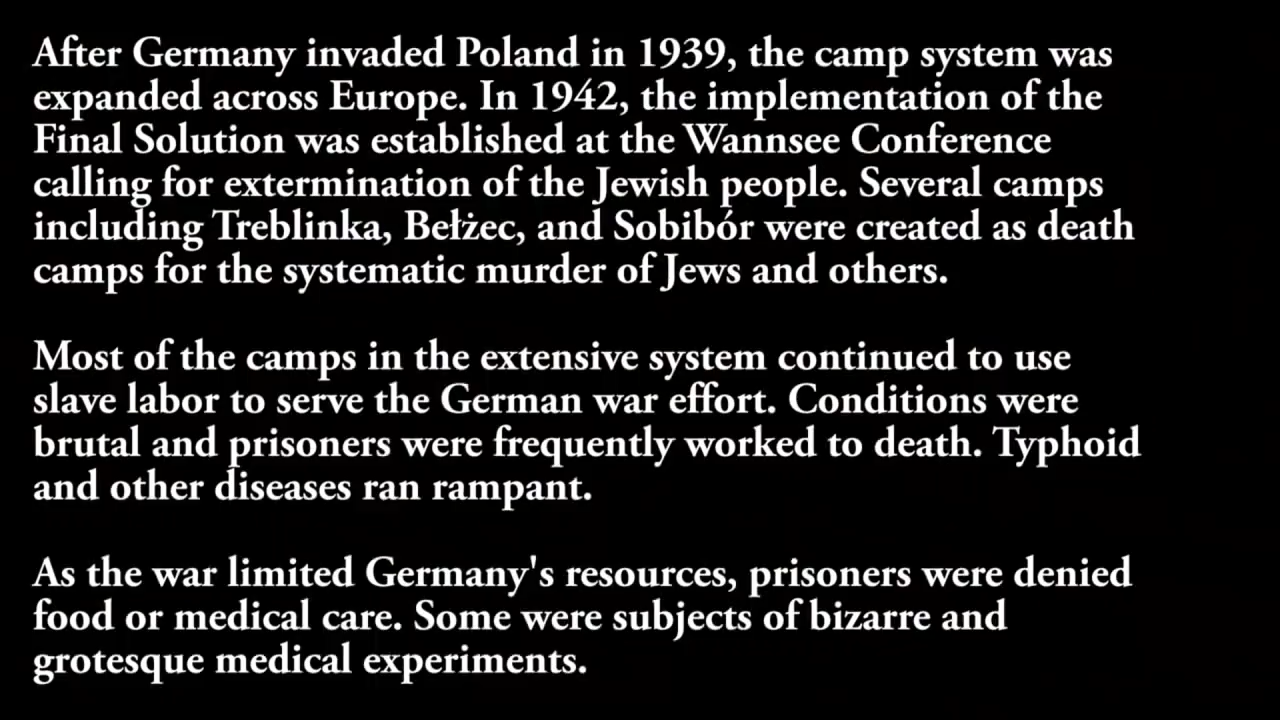 After Germany invaded Poland in 1939, the camp system was
expanded across Europe. In 1942, the implementation of the
Final Solution was established at the Wannsee Conference
calling for extermination of the Jewish people. Several camps
including Treblinka, Bełżec, and Sobibór were created as death
camps for the systematic murder of Jews and others.
Most of the camps in the extensive system continued to use
slave labor to serve the German war effort. Conditions were
brutal and prisoners were frequently worked to death. Typhoid
and other diseases ran rampant.
As the war limited Germany's resources, prisoners were denied
food or medical care. Some were subjects of bizarre and
grotesque medical experiments.